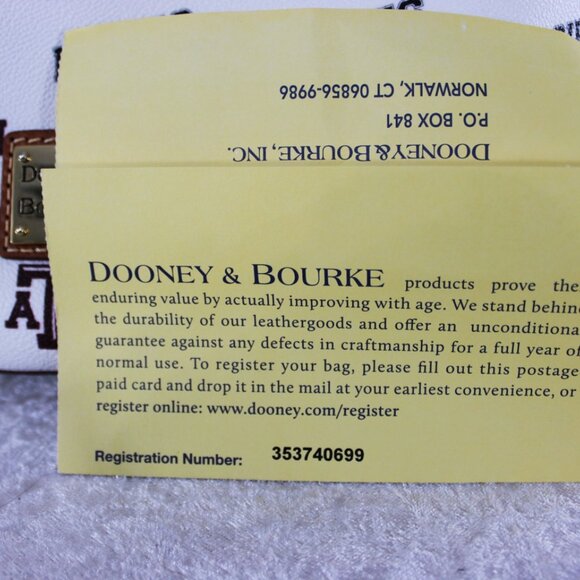 NORWALK, CT 06856-9986
P.O. BOX 841
DOONEY&BOURKE, INC.
DOONEY & BOURKE products prove the
enduring value by actually improving with age. We stand behin
the durability of our leathergoods and offer an unconditiona
guarantee against any defects in craftmanship for a full year of
normal use. To register your bag, please fill out this postage
paid card and drop it in the mail at your earliest convenience, or
register online: www.dooney.com/register
Registration Number: 353740699